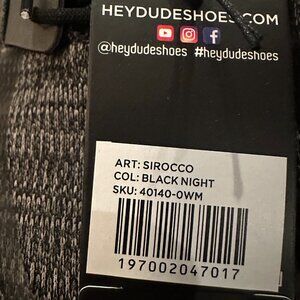 HEYDUDESHOES.COM
@heydudeshoes #heydudeshoes
ART: SIROCCO
COL: BLACK NIGHT
SKU: 40140-0WM
197002047017